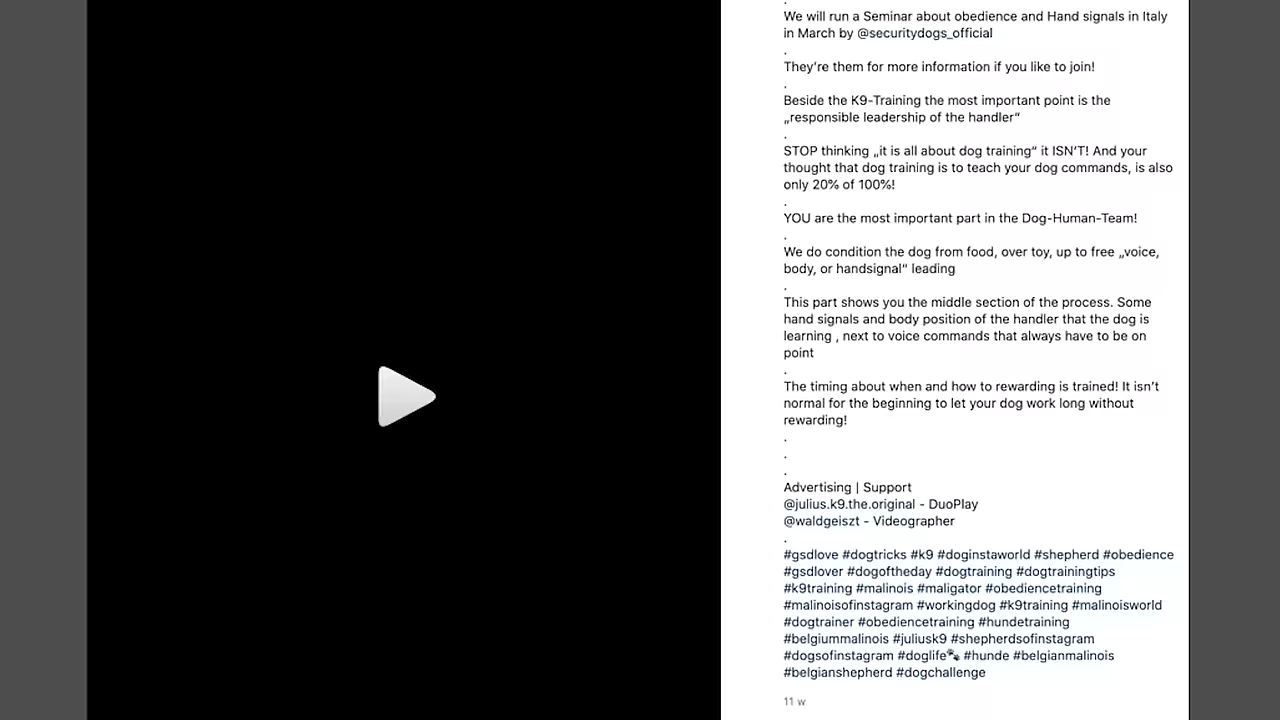 .
We will run a Seminar about obedience and Hand signals in Italy
in March by @securitydogs_official
.
They're them for more information if you like to join!
.
Beside the K9-Training the most important point is the
„responsible leadership of the handler“
.
STOP thinking „it is all about dog training“ it ISN'T! And your
thought that dog training is to teach your dog commands, is also
only 20% of 100%!
.
YOU are the most important part in the Dog-Human-Team!
.
We do condition the dog from food, over toy, up to free „voice,
body, or handsignal“ leading
.
This part shows you the middle section of the process. Some
hand signals and body position of the handler that the dog is
learning , next to voice commands that always have to be on
point
.
The timing about when and how to rewarding is trained! It isn't
normal for the beginning to let your dog work long without
rewarding!
.
.
.
Advertising | Support
@julius.k9.the.original - DuoPlay
@waldgeiszt - Videographer
.
#gsdlove #dogtricks #k9 #doginstaworld #shepherd #obedience
#gsdlover #dogoftheday #dogtraining #dogtrainingtips
#k9training #malinois #maligator #obediencetraining
#malinoisofinstagram #workingdog #k9training #malinoisworld
#dogtrainer #obediencetraining #hundetraining
#belgiummalinois #juliusk9 #shepherdsofinstagram
#dogsofinstagram #doglife🐾 #hunde #belgianmalinois
#belgianshepherd #dogchallenge
11 w